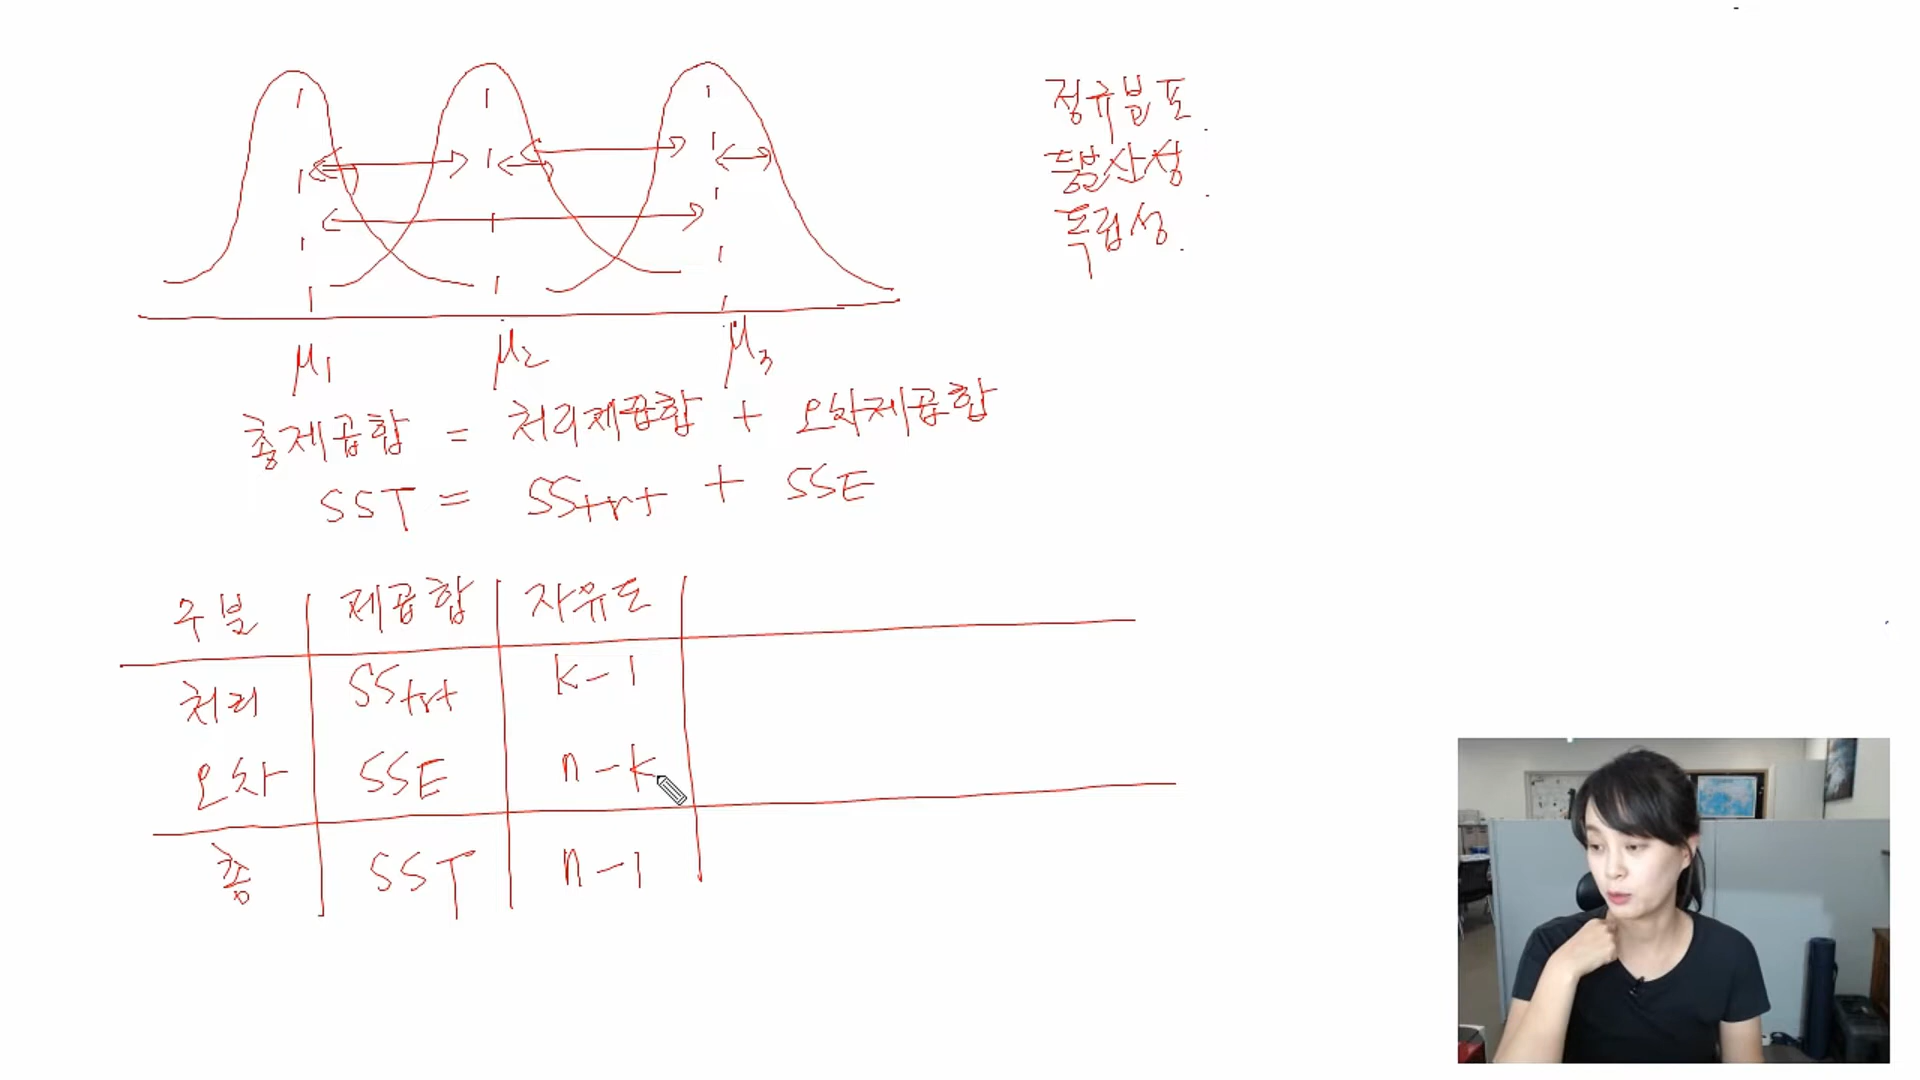 정규분포.
등분산성.
독립성.
μ1 μ2 μ3
총제곱합 = 처리제곱합 + 오차제곱합
SST = SStrt + SSE
구분 제곱합 자유도
처리 SStrt k-1
오차 SSE n-k
총 SST n-1